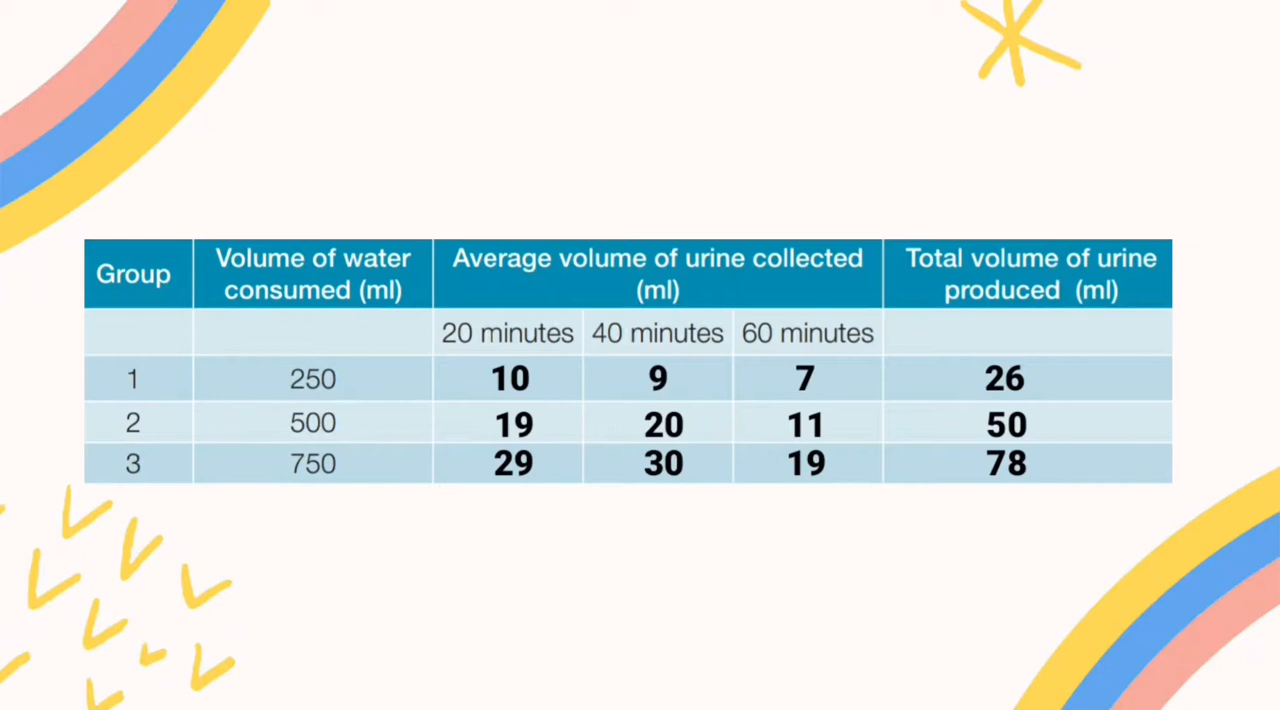 Group Volume of water consumed (ml) Average volume of urine collected (ml) Total volume of urine produced (ml)
20 minutes 40 minutes 60 minutes
1 250 10 9 7 26
2 500 19 20 11 50
3 750 29 30 19 78